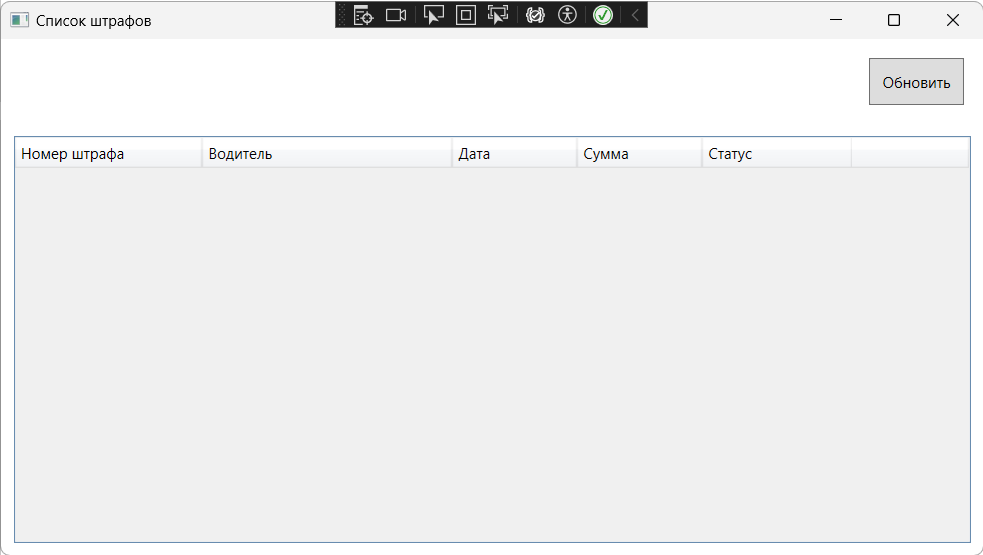 Список штрафов
Обновить
Номер штрафа Водитель Дата Сумма Статус